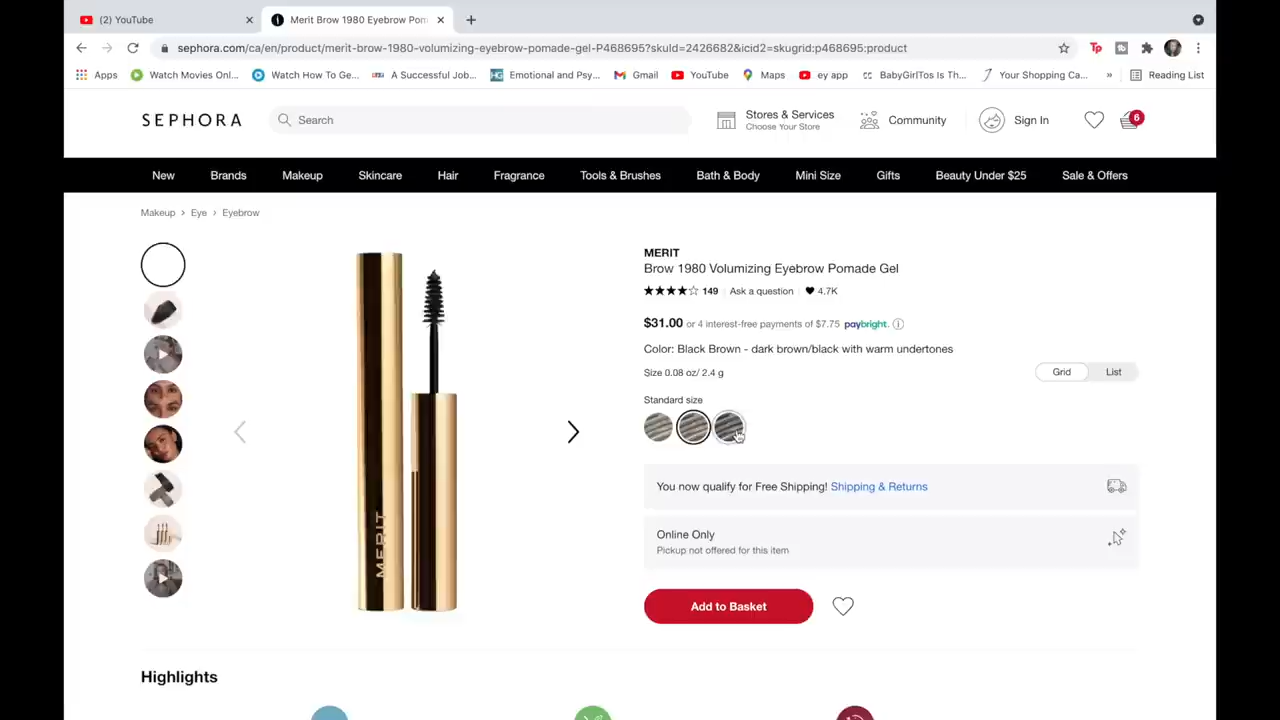 (2) YouTube
Merit Brow 1980 Eyebrow Pom
sephora.com/ca/en/product/merit-brow-1980-volumizing-eyebrow-pomade-gel-P468695?skuId=2426682&icid2=skugrid:p468695:product
Tp
Apps
Watch Movies Onl...
Watch How To Ge...
A Successful Job...
Emotional and Psy...
Gmail
YouTube
Maps
ey app
BabyGirlTos Is Th...
Your Shopping Ca...
»
Reading List
SEPHORA
Search
Stores & Services
Choose Your Store
Community
Sign In
6
New
Brands
Makeup
Skincare
Hair
Fragrance
Tools & Brushes
Bath & Body
Mini Size
Gifts
Beauty Under $25
Sale & Offers
Makeup > Eye > Eyebrow
MERIT
Brow 1980 Volumizing Eyebrow Pomade Gel
149
Ask a question
4.7K
$31.00 or 4 interest-free payments of $7.75 paybright.
Color: Black Brown - dark brown/black with warm undertones
Size 0.08 oz/ 2.4 g
Grid
List
Standard size
MERIT
You now qualify for Free Shipping! Shipping & Returns
Online Only
Pickup not offered for this item
Add to Basket
Highlights